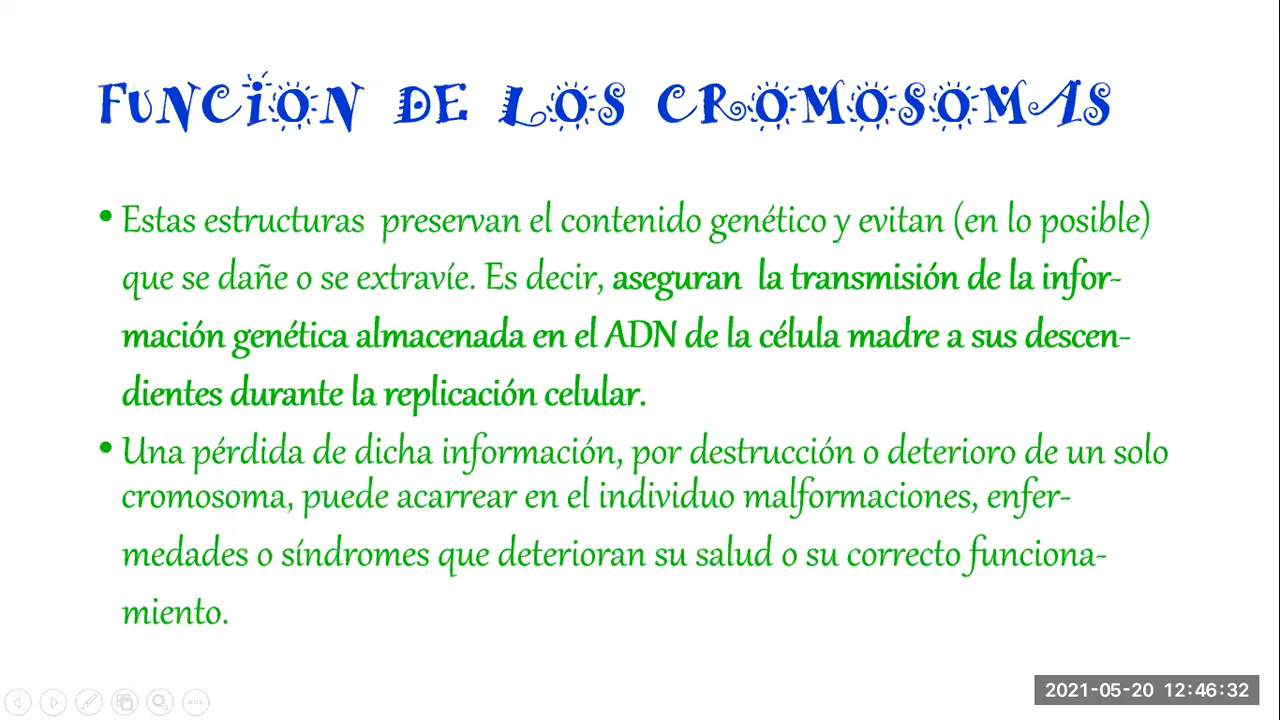 FUNCION DE LOS CROMOSOMAS
• Estas estructuras preservan el contenido genético y evitan (en lo posible)
que se dañe o se extravíe. Es decir, aseguran la transmisión de la infor-
mación genética almacenada en el ADN de la célula madre a sus descen-
dientes durante la replicación celular.
• Una pérdida de dicha información, por destrucción o deterioro de un solo
cromosoma, puede acarrear en el individuo malformaciones, enfer-
medades o síndromes que deterioran su salud o su correcto funciona-
miento.
2021-05-20 12:46:32